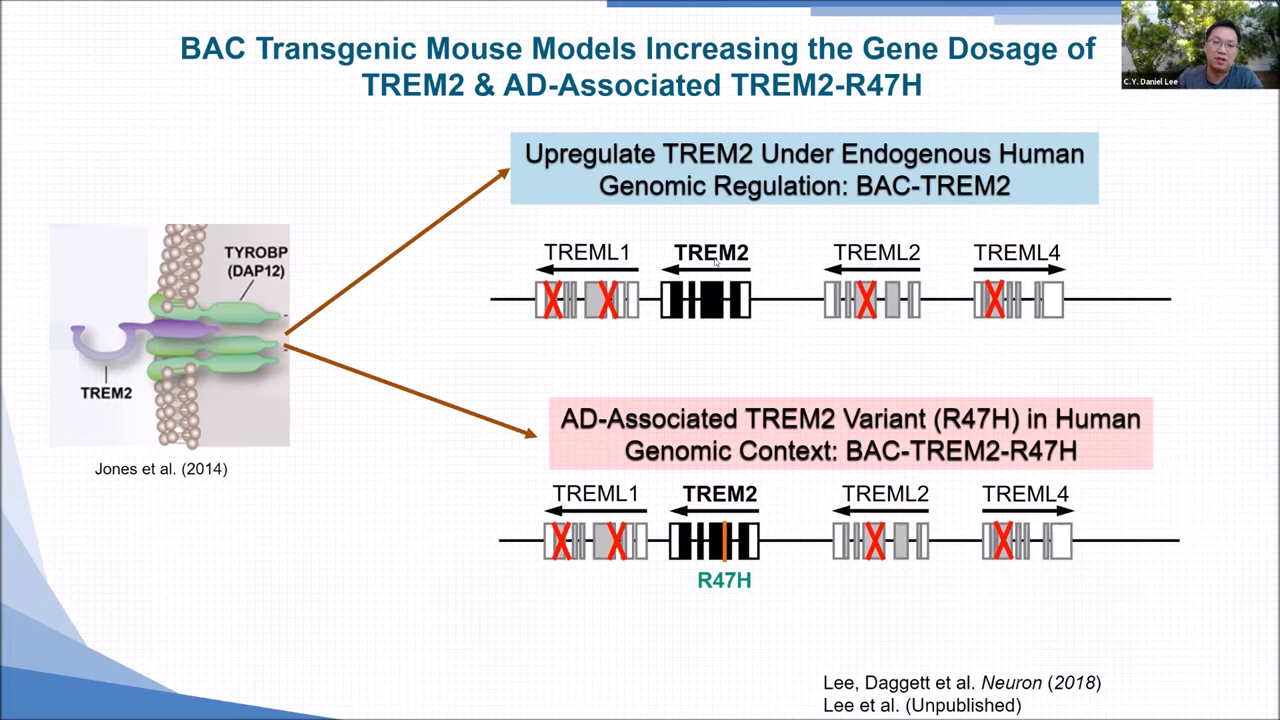 BAC Transgenic Mouse Models Increasing the Gene Dosage of
TREM2 & AD-Associated TREM2-R47H
C.Y. Daniel Lee
Upregulate TREM2 Under Endogenous Human
Genomic Regulation: BAC-TREM2
TREML1
TREM2
TREML2
TREML4
TYROBP
(DAP12)
TREM2
Jones et al. (2014)
AD-Associated TREM2 Variant (R47H) in Human
Genomic Context: BAC-TREM2-R47H
TREML1
TREM2
TREML2
TREML4
R47H
Lee, Daggett et al. Neuron (2018)
Lee et al. (Unpublished)